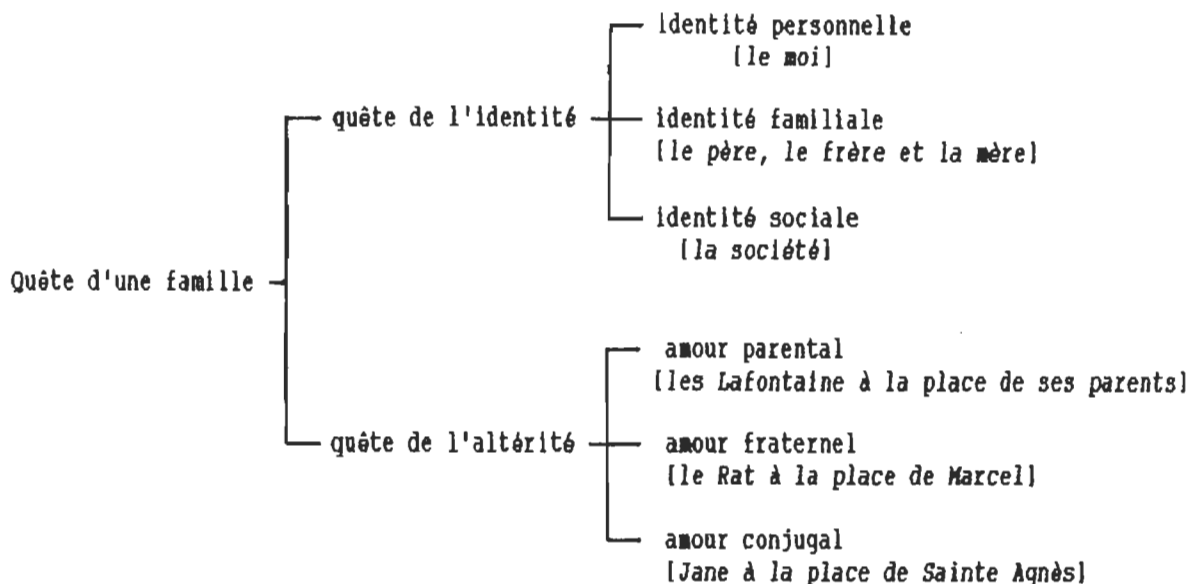 identité personnelle
[le moi]
quête de l'identité
identité familiale
[le père, le frère et la mère]
identité sociale
[la société]
Quête d'une famille
amour parental
[les Lafontaine à la place de ses parents]
quête de l'altérité
amour fraternel
[le Rat à la place de Marcel]
amour conjugal
[Jane à la place de Sainte Agnès]